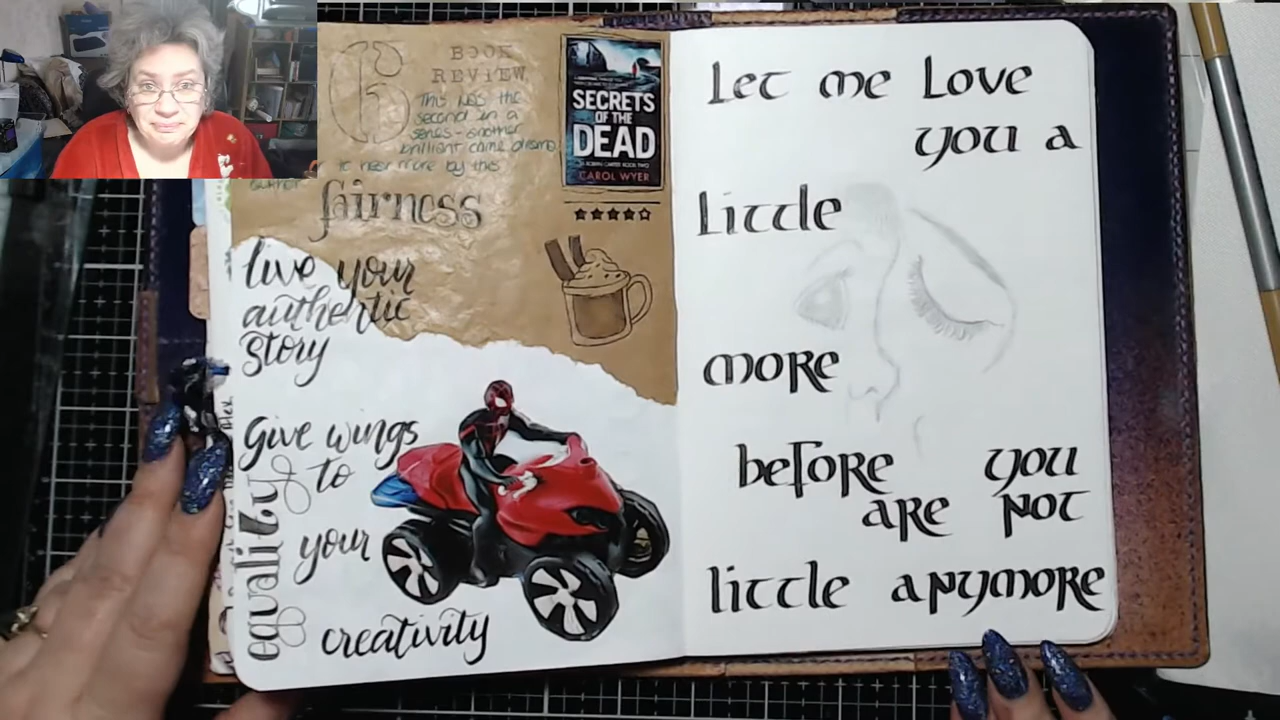 BOOK
REVIEW
This was the
second in a
series - another
brilliant crime drama
to hear more by this
SECRETS
OF THE
DEAD
CAROL WYER
fairness
live your
authentic
story
Give wings
to
your
creativity
equality
Let me Love
you a
Little
more
before you
are not
little anymore